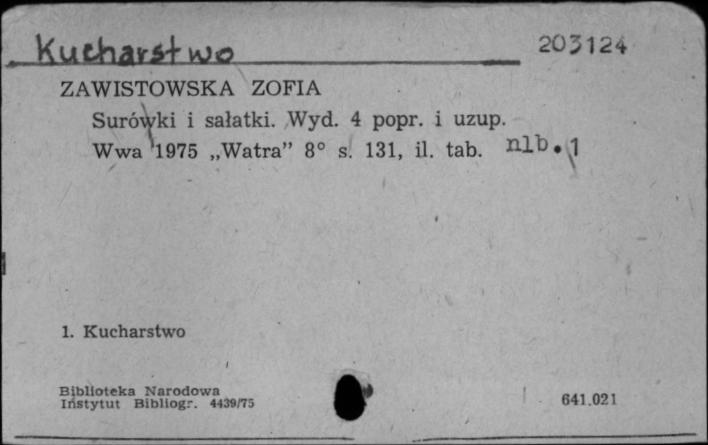 Kucharstwo 203124
ZAWISTOWSKA ZOFIA
Surówki i sałatki. Wyd. 4 popr. i uzup.
Wwa 1975 „Watra” 8° s. 131, il. tab. nlb. 1
1. Kucharstwo
Biblioteka Narodowa
Instytut Bibliogr. 4439/75
641.021